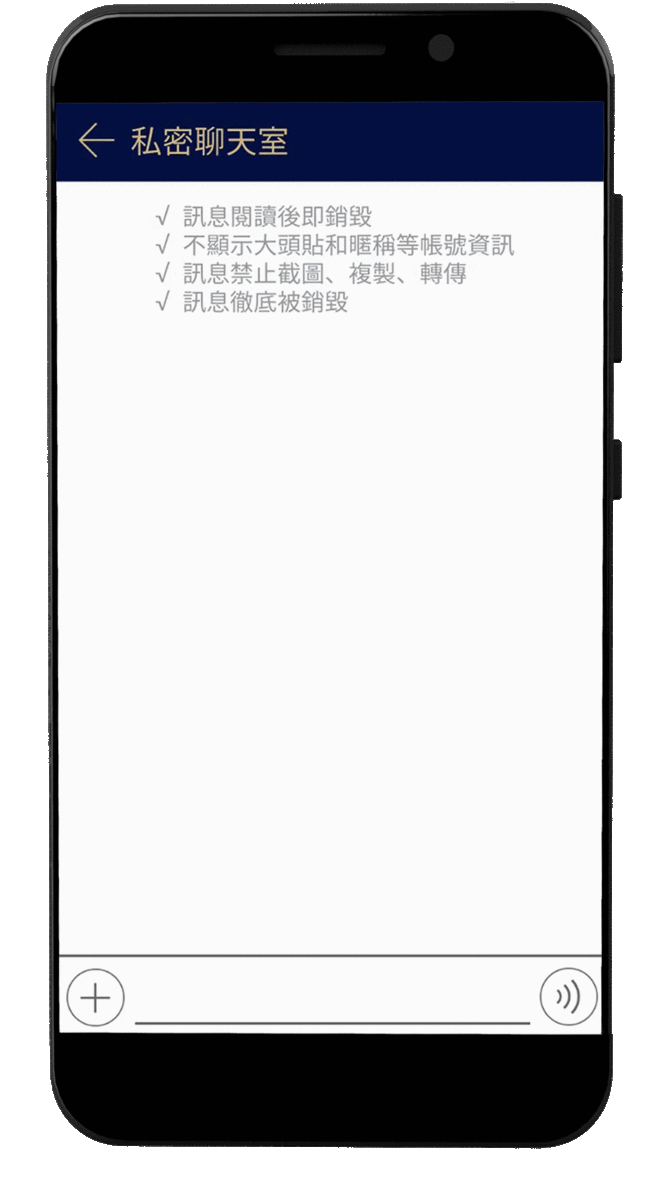 私密聊天室
√ 訊息閱讀後即銷毀
√ 不顯示大頭貼和暱稱等帳號資訊
√ 訊息禁止截圖、複製、轉傳
√ 訊息徹底被銷毀